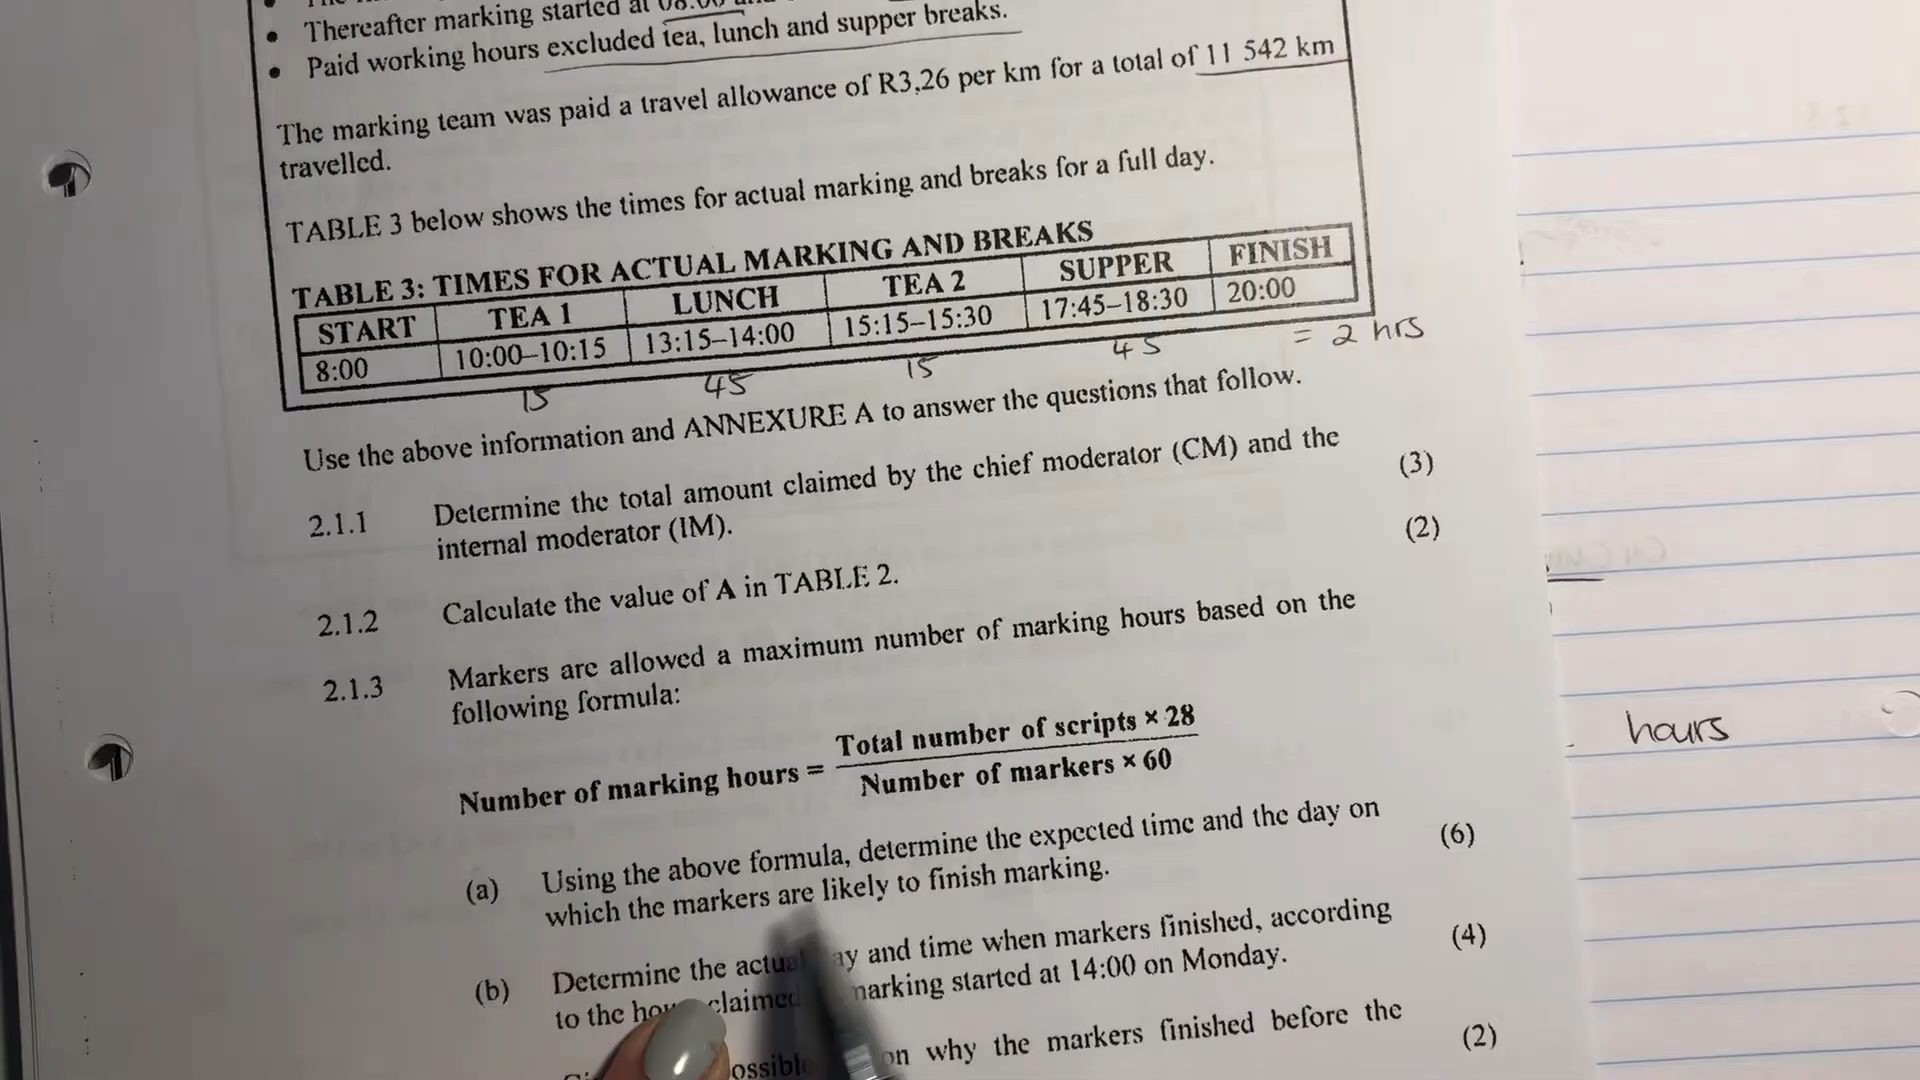 • Thereafter marking started at 08:00 and
• Paid working hours excluded tea, lunch and supper breaks.
The marking team was paid a travel allowance of R3,26 per km for a total of 11 542 km
travelled.
TABLE 3 below shows the times for actual marking and breaks for a full day.
TABLE 3: TIMES FOR ACTUAL MARKING AND BREAKS
START TEA 1 LUNCH TEA 2 SUPPER FINISH
8:00 10:00–10:15 13:15–14:00 15:15–15:30 17:45–18:30 20:00
15 45 15 45 = 2 hrs
Use the above information and ANNEXURE A to answer the questions that follow.
2.1.1 Determine the total amount claimed by the chief moderator (CM) and the (3)
internal moderator (IM).
2.1.2 Calculate the value of A in TABLE 2. (2)
2.1.3 Markers are allowed a maximum number of marking hours based on the
following formula:
Number of marking hours = Total number of scripts × 28
Number of markers × 60
hours
(a) Using the above formula, determine the expected time and the day on (6)
which the markers are likely to finish marking.
(b) Determine the actual day and time when markers finished, according (4)
to the claimed marking started at 14:00 on Monday.
on why the markers finished before the (2)